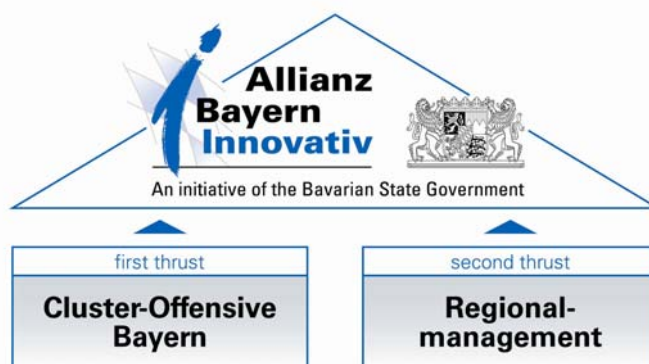 Allianz
Bayern
Innovativ
An initiative of the Bavarian State Government
first thrust
Cluster-Offensive
Bayern
second thrust
Regional-
management